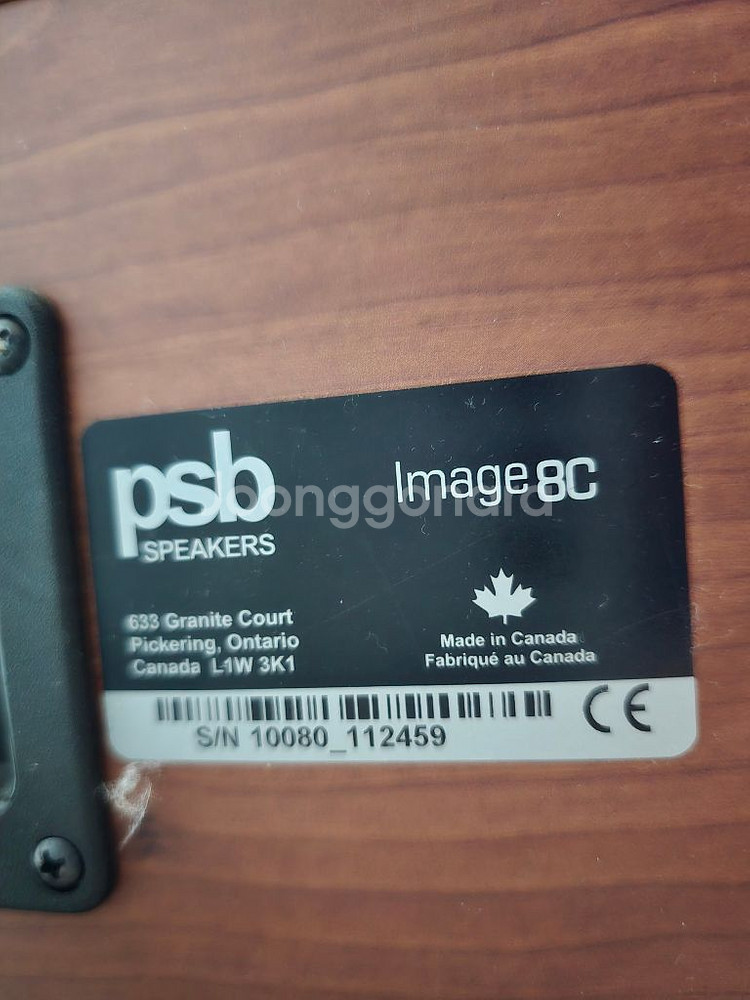 psb
SPEAKERS
Image 8C
633 Granite Court
Pickering, Ontario
Canada L1W 3K1
Made in Canada
Fabriqué au Canada
S/N 10080_112459
CE